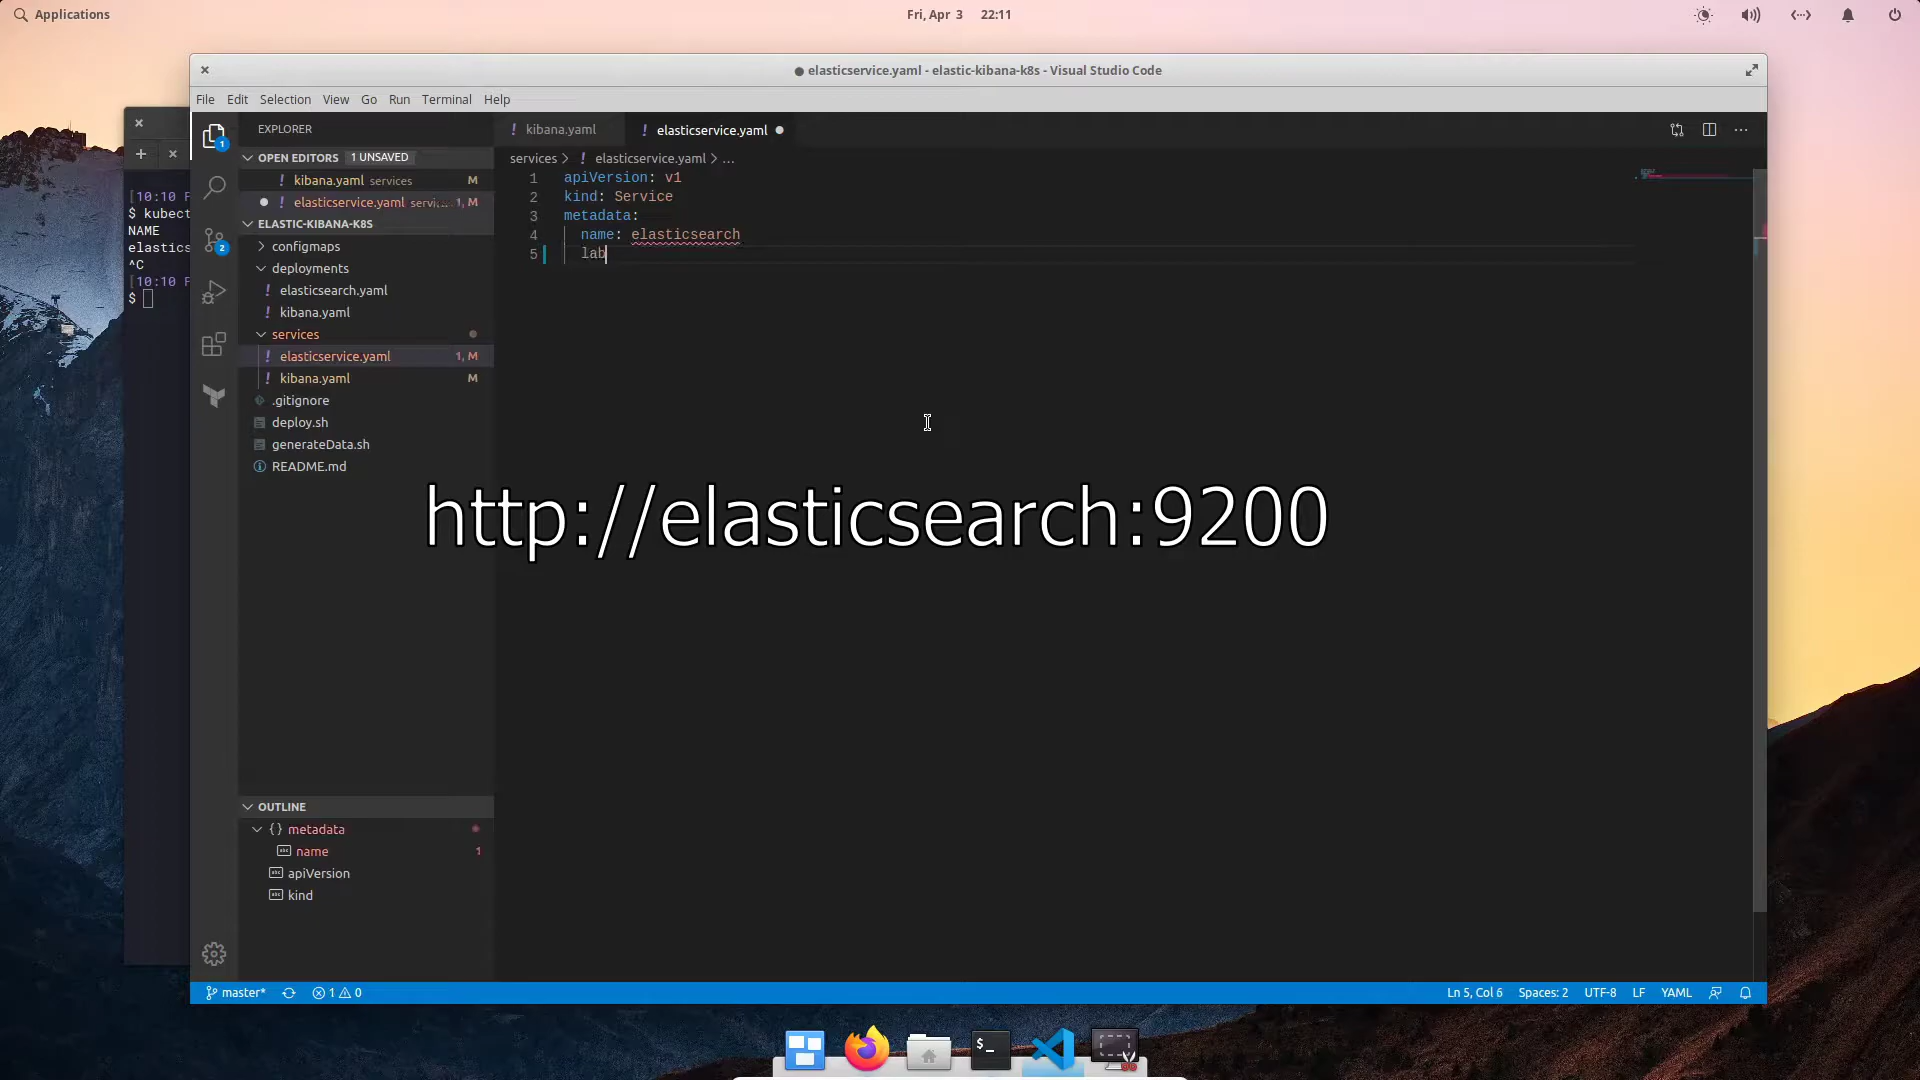 Applications
Fri, Apr 3 22:11
elasticservice.yaml - elastic-kibana-k8s - Visual Studio Code
File Edit Selection View Go Run Terminal Help
[10:10
$ kubect
NAME
elastics
^C
[10:10
$
1
2
EXPLORER
OPEN EDITORS 1 UNSAVED
kibana.yaml services M
elasticservice.yaml servi... 1, M
ELASTIC-KIBANA-K8S
configmaps
deployments
elasticsearch.yaml
kibana.yaml
services
elasticservice.yaml 1, M
kibana.yaml M
.gitignore
deploy.sh
generateData.sh
README.md
OUTLINE
{} metadata
name 1
apiVersion
kind
kibana.yaml
elasticservice.yaml
services > ! elasticservice.yaml > ...
1 apiVersion: v1
2 kind: Service
3 metadata:
4 name: elasticsearch
5 lab
http://elasticsearch:9200
master* 1 0 Ln 5, Col 6 Spaces: 2 UTF-8 LF YAML
$_